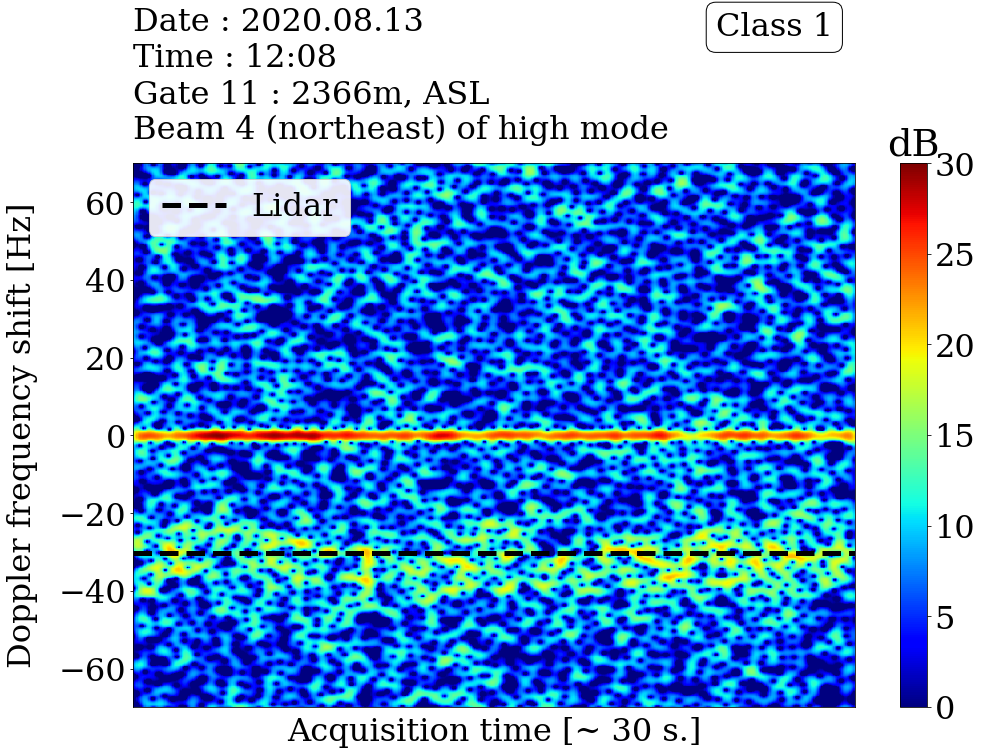 Date : 2020.08.13
Time : 12:08
Gate 11 : 2366m, ASL
Beam 4 (northeast) of high mode
Class 1
dB
Lidar
Doppler frequency shift [Hz]
60
40
20
0
−20
−40
−60
30
25
20
15
10
5
0
Acquisition time [~ 30 s.]